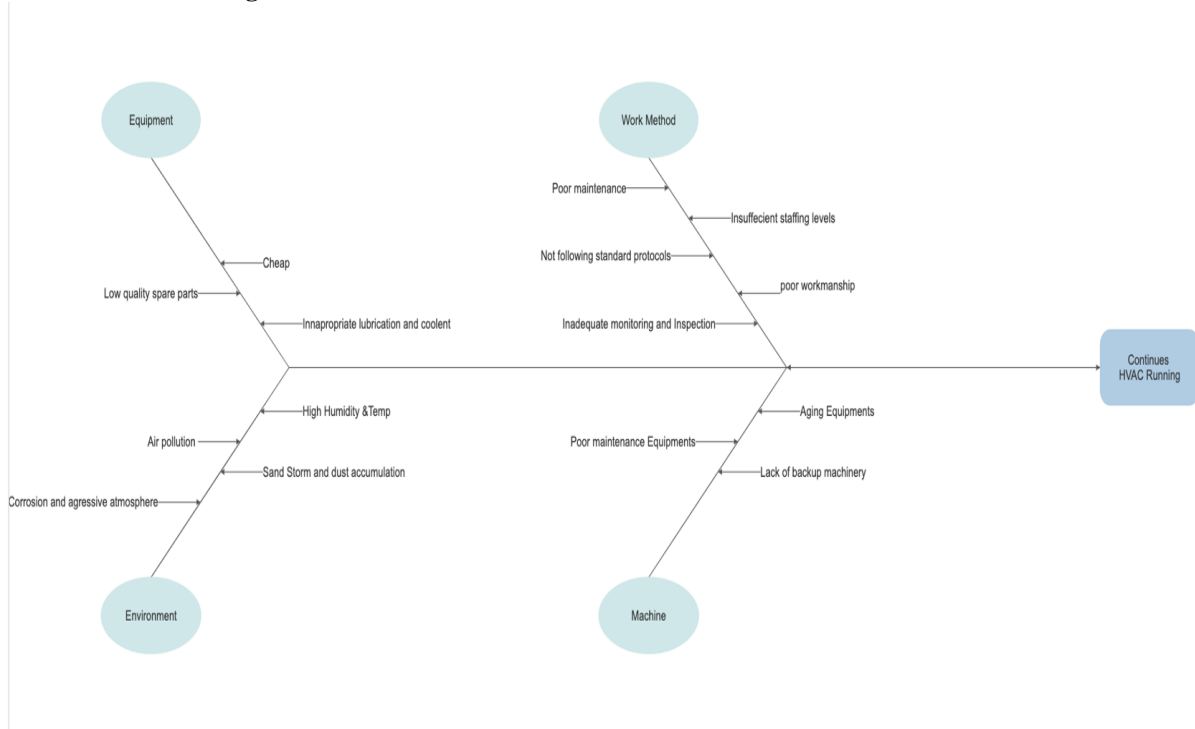 Equipment
Work Method
Poor maintenance
Insuffecient staffing levels
Not following standard protocols
poor workmanship
Inadequate monitoring and Inspection
Cheap
Low quality spare parts
Innapropriate lubrication and coolent
Continues
HVAC Running
High Humidity &Temp
Air pollution
Sand Storm and dust accumulation
Corrosion and agressive atmosphere
Aging Equipments
Poor maintenance Equipments
Lack of backup machinery
Environment
Machine